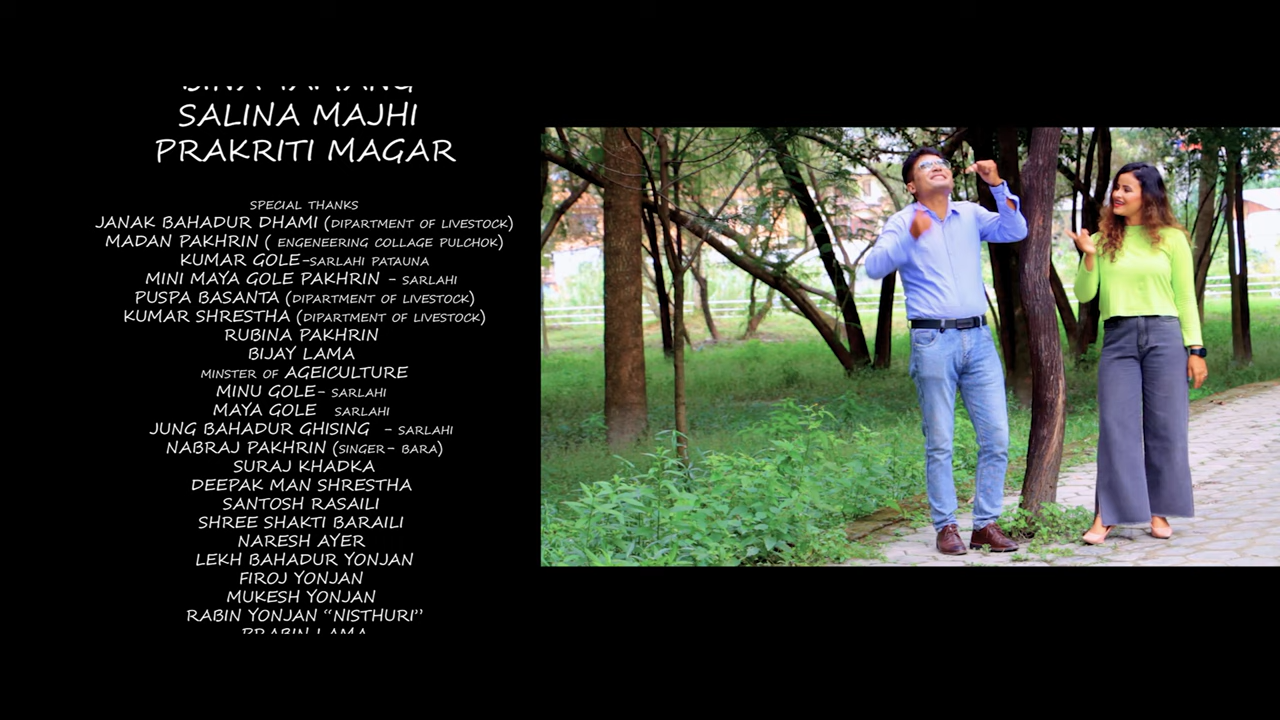 SALINA MAJHI
PRAKRITI MAGAR
SPECIAL THANKS
JANAK BAHADUR DHAMI (DIPARTMENT OF LIVESTOCK)
MADAN PAKHRIN ( ENGENEERING COLLAGE PULCHOK)
KUMAR GOLE-SARLAHI PATAUNA
MINI MAYA GOLE PAKHRIN - SARLAHI
PUSPA BASANTA (DIPARTMENT OF LIVESTOCK)
KUMAR SHRESTHA (DIPARTMENT OF LIVESTOCK)
RUBINA PAKHRIN
BIJAY LAMA
MINSTER OF AGEICULTURE
MINU GOLE- SARLAHI
MAYA GOLE SARLAHI
JUNG BAHADUR GHISING - SARLAHI
NABRAJ PAKHRIN (SINGER- BARA)
SURAJ KHADKA
DEEPAK MAN SHRESTHA
SANTOSH RASAILI
SHREE SHAKTI BARAILI
NARESH AYER
LEKH BAHADUR YONJAN
FIROJ YONJAN
MUKESH YONJAN
RABIN YONJAN “NISTHURI”
PRABIN LAMA